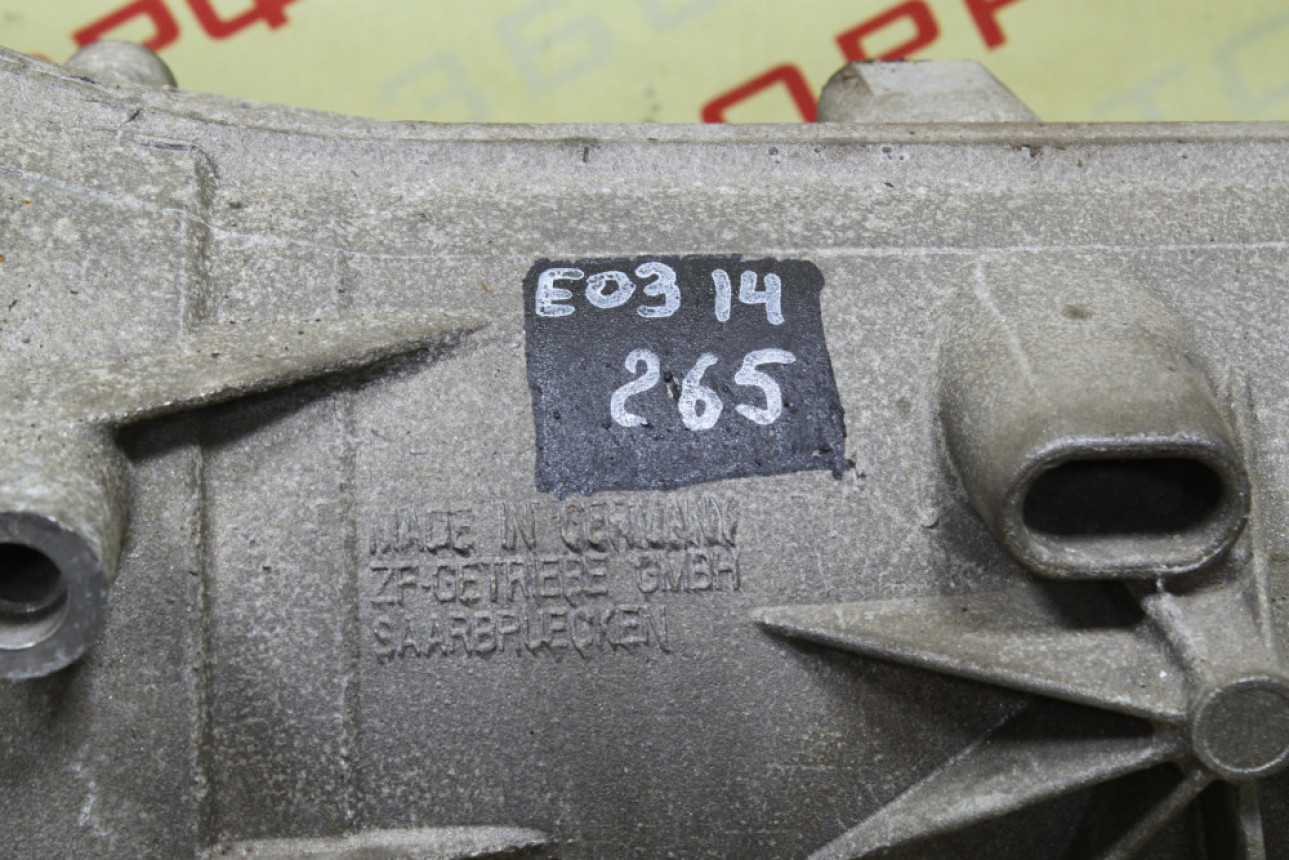 E03 14
265
MADE IN GERMANY
ZF-GETRIEBE GMBH
SAARBRUECKEN